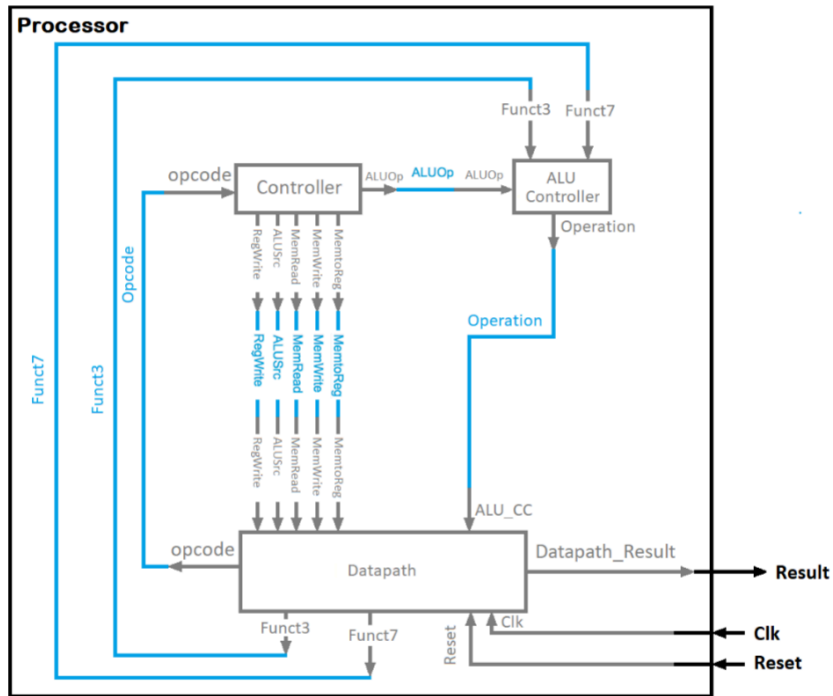 Processor
Funct3
Funct7
opcode
Controller
ALUOp
ALUOp
ALUOp
ALU
Controller
Operation
RegWrite
ALUSrc
MemRead
MemWrite
MemtoReg
Opcode
Funct7
Funct3
Operation
RegWrite
ALUSrc
MemRead
MemWrite
MemtoReg
RegWrite
ALUSrc
MemRead
MemWrite
MemtoReg
ALU_CC
opcode
Datapath
Datapath_Result
Result
Funct3
Funct7
Reset
Clk
Clk
Reset